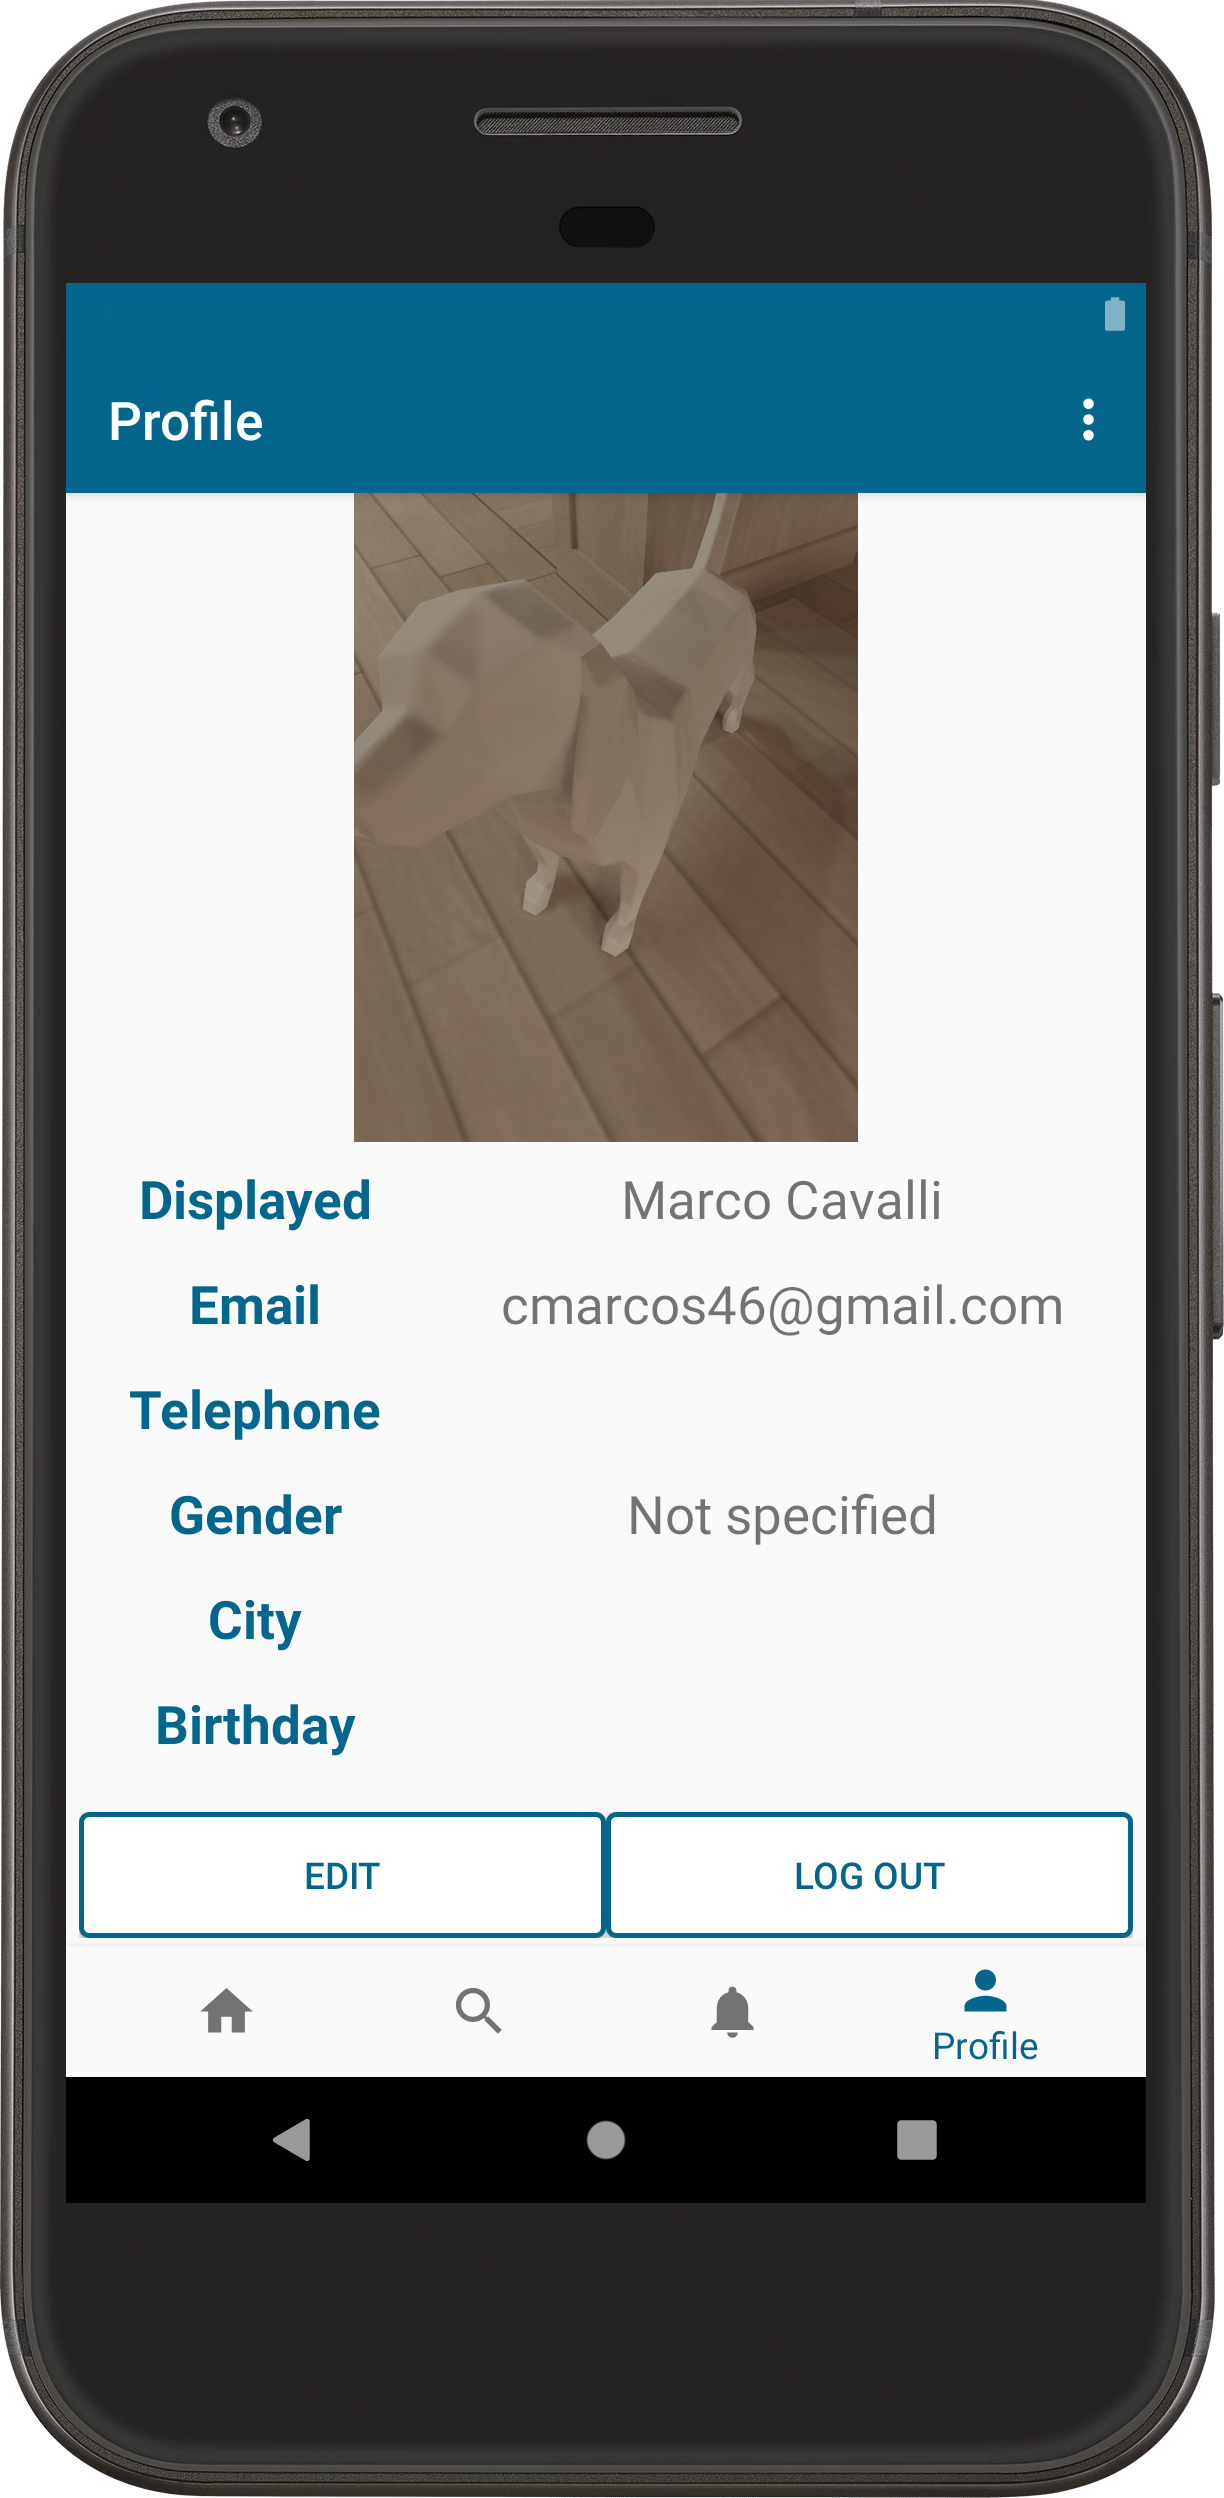 Profile
Displayed Marco Cavalli
Email cmarcos46@gmail.com
Telephone
Gender Not specified
City
Birthday
EDIT LOG OUT
Profile